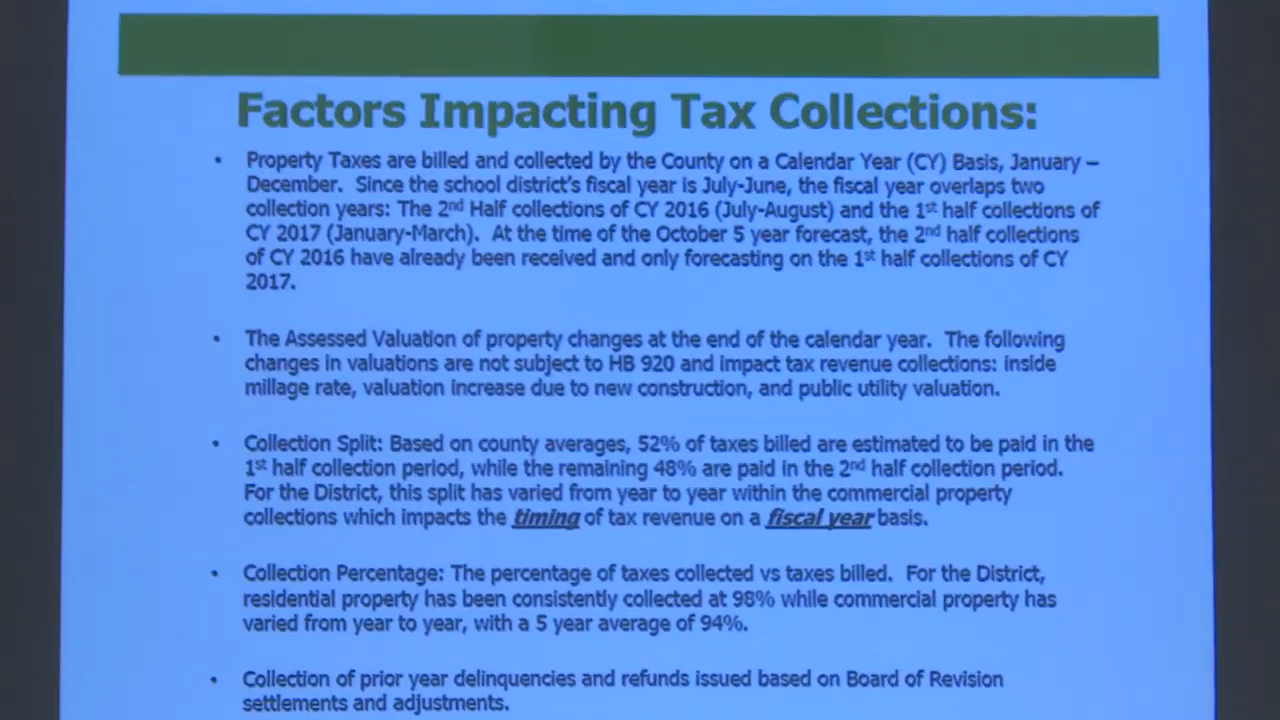 Factors Impacting Tax Collections:
• Property Taxes are billed and collected by the County on a Calendar Year (CY) Basis, January –
December. Since the school district's fiscal year is July-June, the fiscal year overlaps two
collection years: The 2nd Half collections of CY 2016 (July-August) and the 1st half collections of
CY 2017 (January-March). At the time of the October 5 year forecast, the 2nd half collections
of CY 2016 have already been received and only forecasting on the 1st half collections of CY
2017.
• The Assessed Valuation of property changes at the end of the calendar year. The following
changes in valuations are not subject to HB 920 and impact tax revenue collections: inside
millage rate, valuation increase due to new construction, and public utility valuation.
• Collection Split: Based on county averages, 52% of taxes billed are estimated to be paid in the
1st half collection period, while the remaining 48% are paid in the 2nd half collection period.
For the District, this split has varied from year to year within the commercial property
collections which impacts the timing of tax revenue on a fiscal year basis.
• Collection Percentage: The percentage of taxes collected vs taxes billed. For the District,
residential property has been consistently collected at 98% while commercial property has
varied from year to year, with a 5 year average of 94%.
• Collection of prior year delinquencies and refunds issued based on Board of Revision
settlements and adjustments.